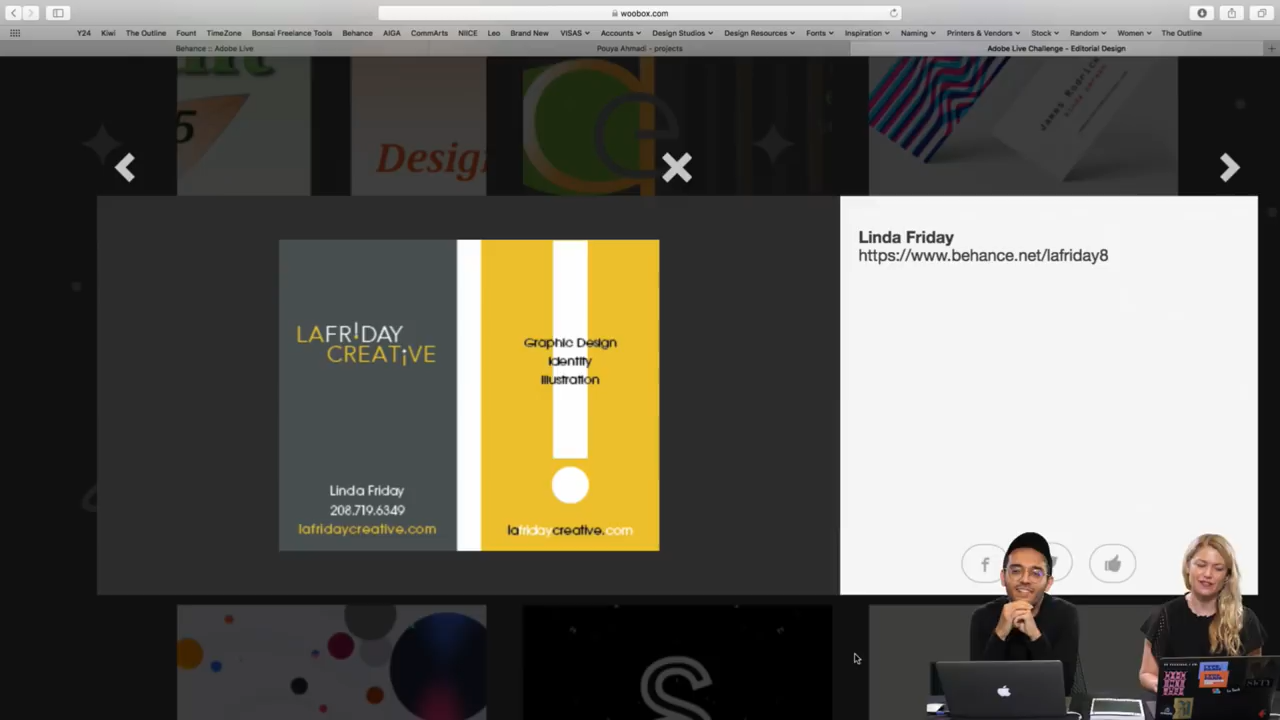 woobox.com
Y24
Kiwi
The Outline
Fount
TimeZone
Bonsai Freelance Tools
Behance
AIGA
CommArts
NIICE
Leo
Brand New
VISAS
Accounts
Design Studios
Design Resources
Fonts
Inspiration
Naming
Printers & Vendors
Stock
Random
Women
The Outline
Behance :: Adobe Live
Pouya Ahmadi - projects
Adobe Live Challenge - Editorial Design
5
Design
Ce
LAFR!DAY
CREAT¡VE
Linda Friday
208.719.6349
lafridaycreative.com
Graphic Design
Identity
Illustration
lafridaycreative.com
Linda Friday
https://www.behance.net/lafriday8
f
S